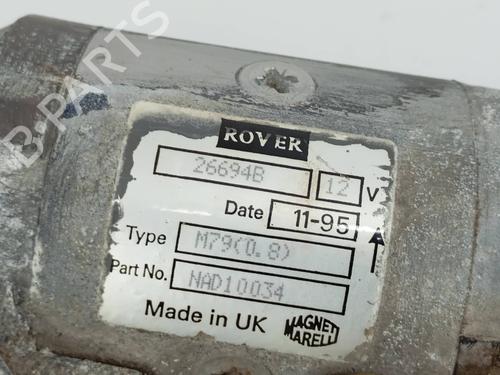 B-PARTS
ROVER
26694B 12 V
Date 11-95
Type M79(0.8)
Part No. NAD10034
Made in UK MAGNETI MARELLI